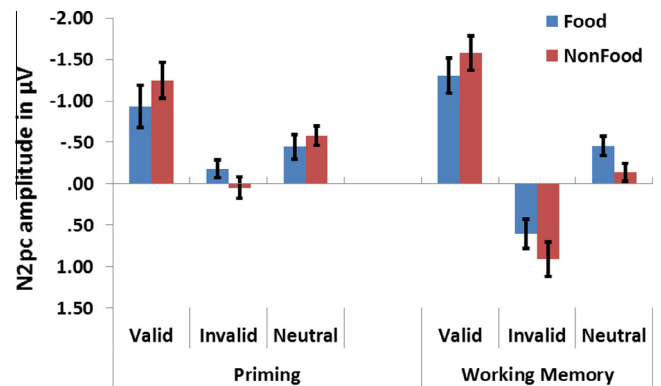 -2.00
-1.50
-1.00
-.50
.00
.50
1.00
1.50
N2pc amplitude in µV
Food
NonFood
Valid Invalid Neutral Valid Invalid Neutral
Priming Working Memory